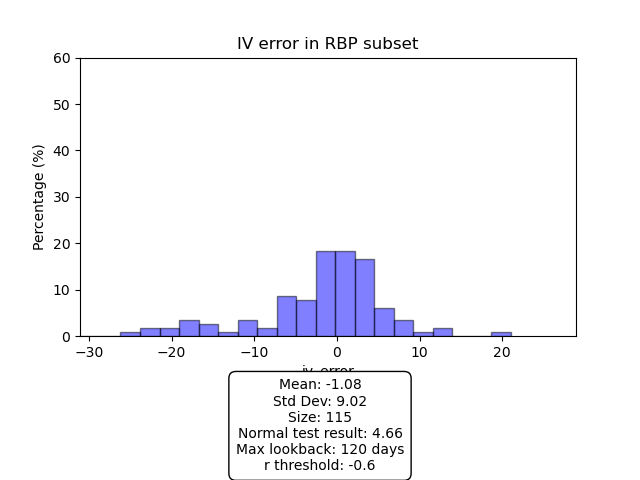 IV error in RBP subset
60
50
40
30
20
10
0
Percentage (%)
−30 −20 −10 0 10 20
iv_error
Mean: -1.08
Std Dev: 9.02
Size: 115
Normal test result: 4.66
Max lookback: 120 days
r threshold: -0.6